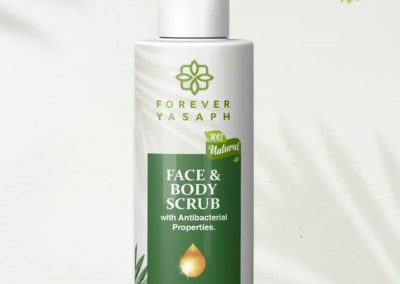 FOREVER
YASAPH
100%
Natural
FACE &
BODY
SCRUB
with Antibacterial
Properties.